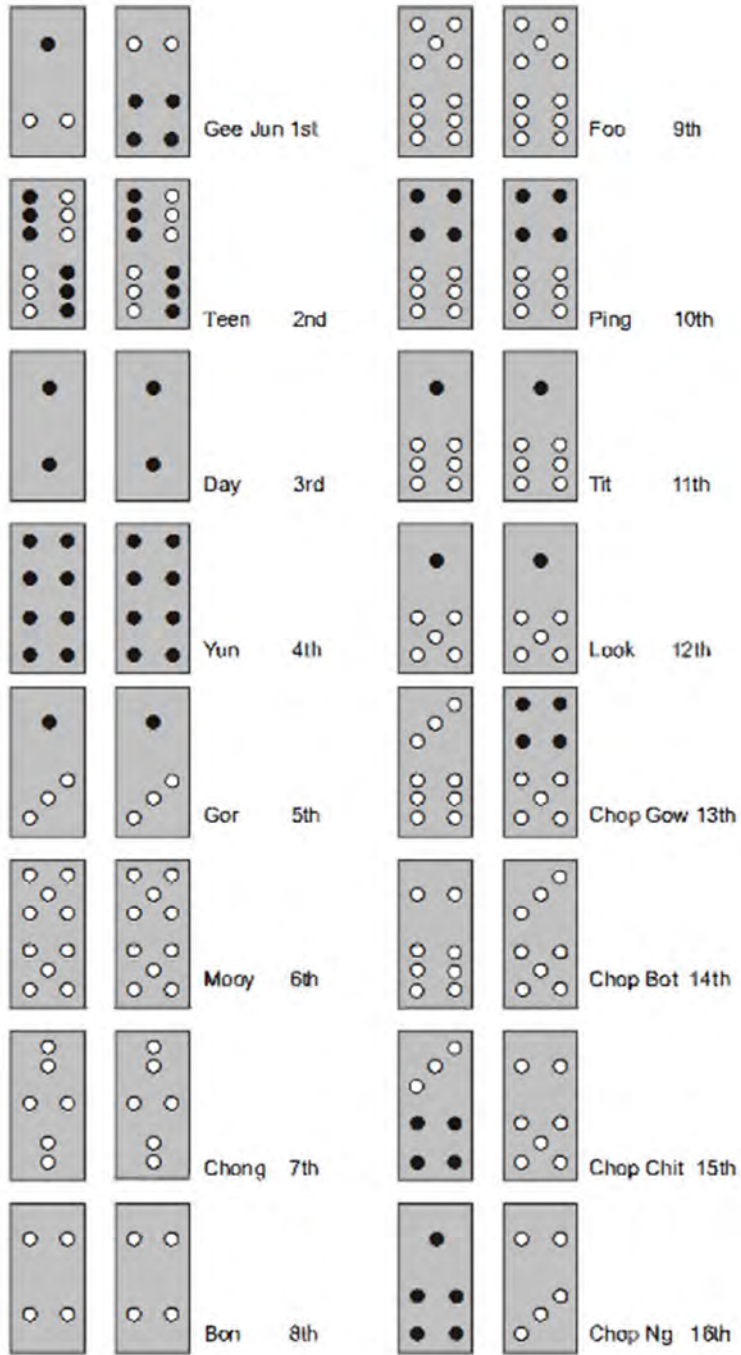 Gee Jun 1st
Teen 2nd
Day 3rd
Yun 4th
Gor 5th
Mooy 6th
Chong 7th
Bon 8th
Foo 9th
Ping 10th
Tit 11th
Look 12th
Chop Gow 13th
Chop Bot 14th
Chop Chit 15th
Chop Ng 16th